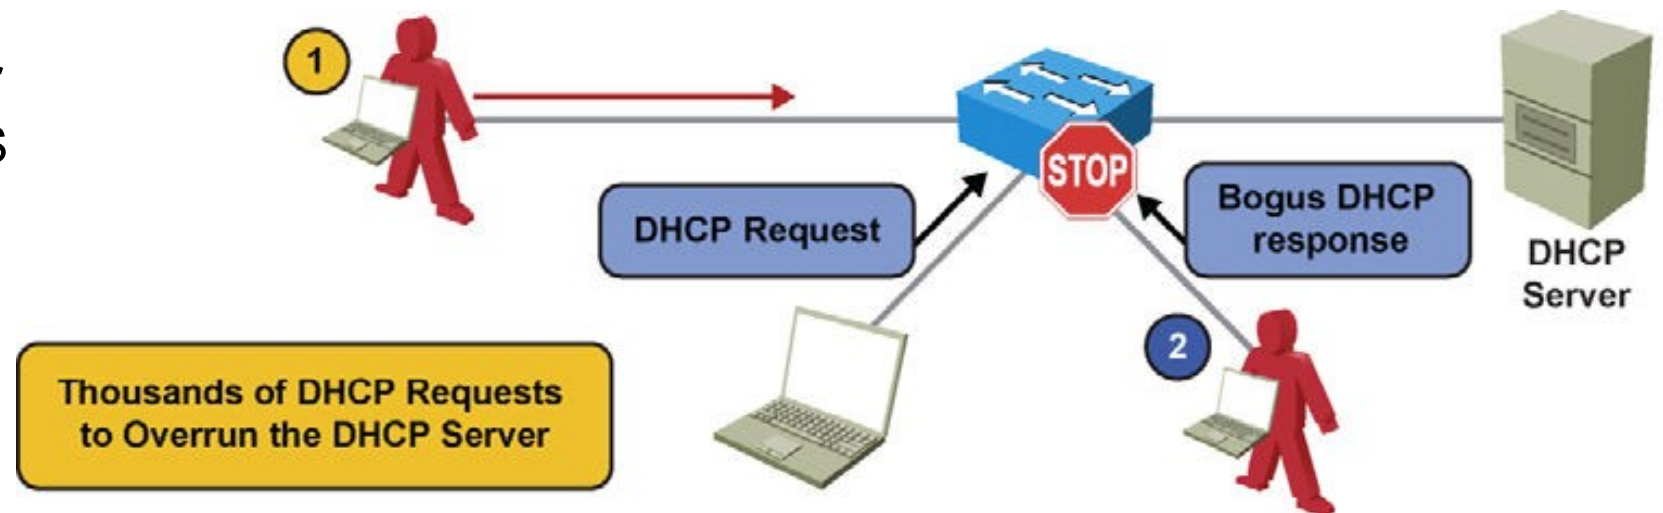 1
STOP
DHCP Request
Bogus DHCP
response
DHCP
Server
2
Thousands of DHCP Requests
to Overrun the DHCP Server